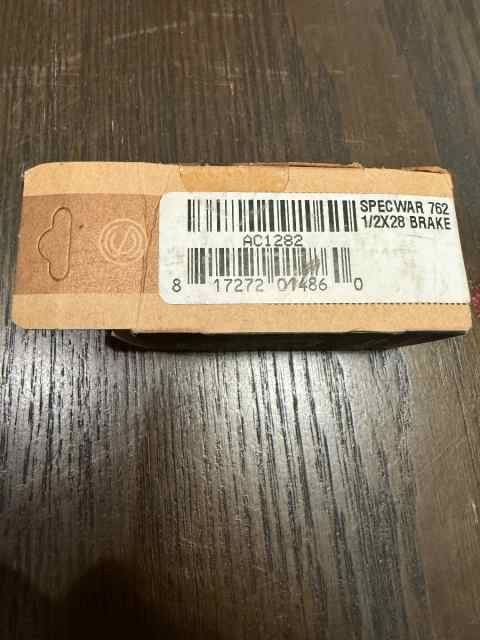 SPECWAR 762
1/2X28 BRAKE
AC1282
8 17272 01486 0